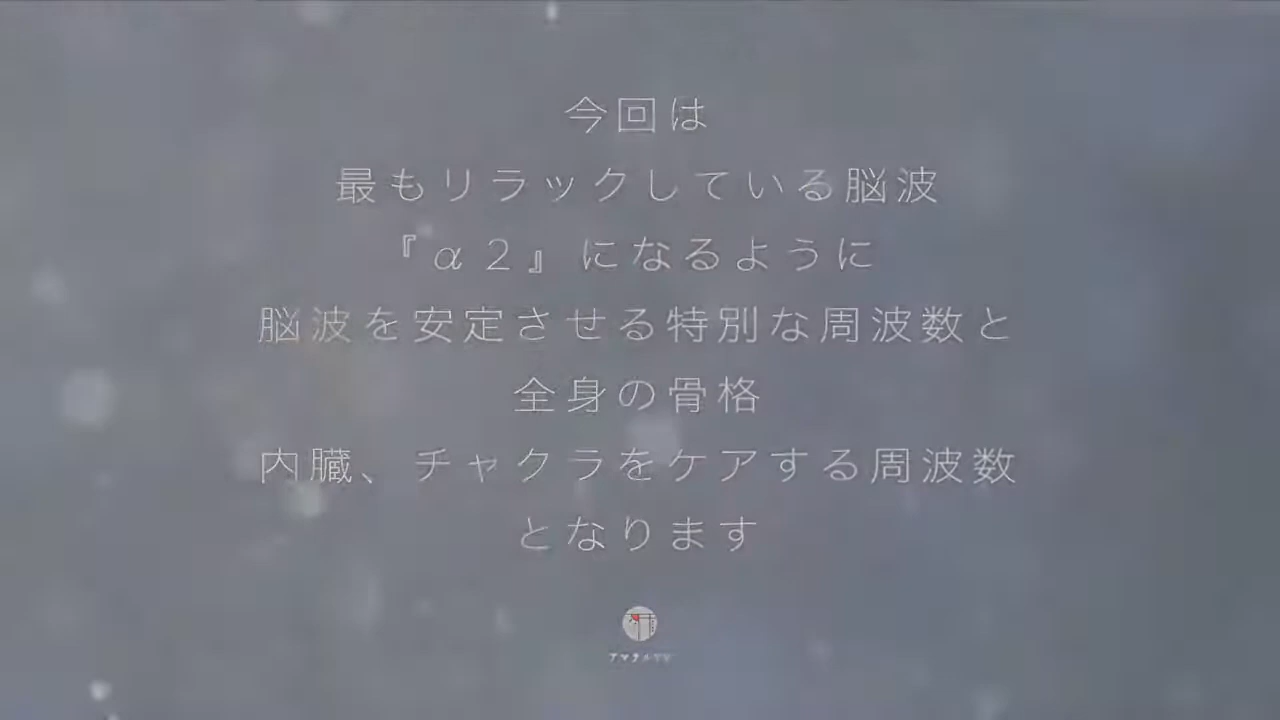 今回は
最もリラックしている脳波
『α２』になるように
脳波を安定させる特別な周波数と
全身の骨格
内臓、チャクラをケアする周波数
となります